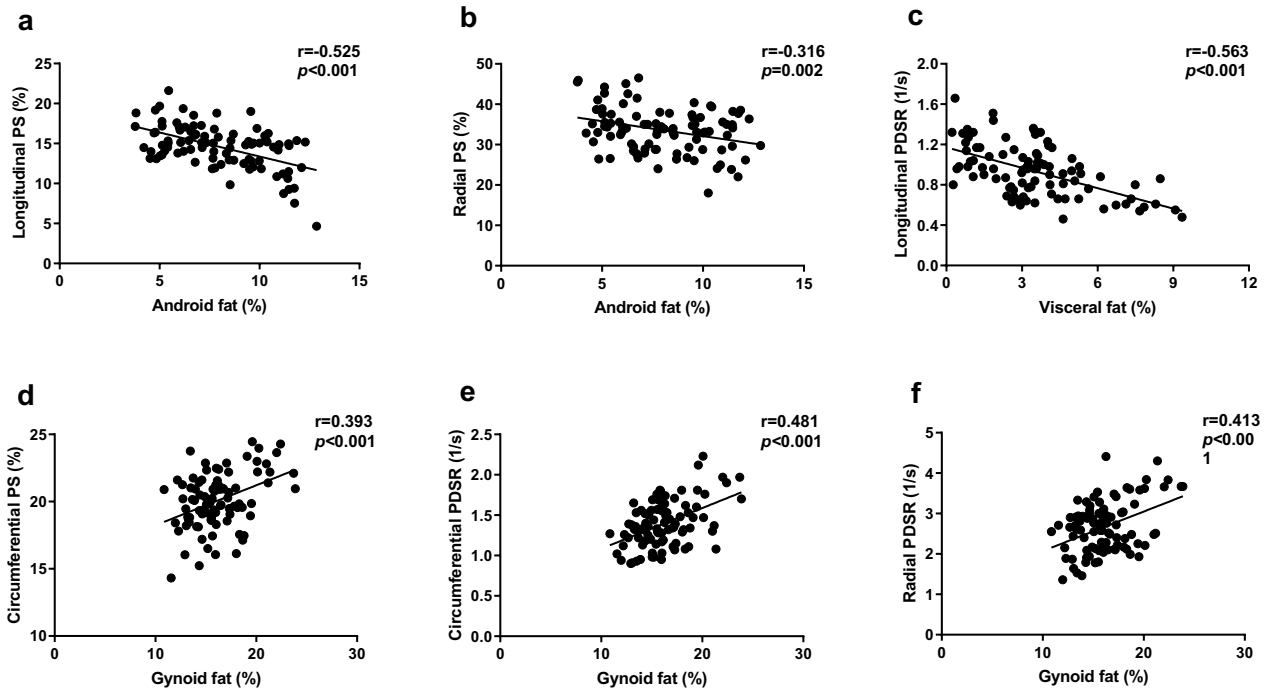 a
r=-0.525
p<0.001
25
20
15
10
5
0
Longitudinal PS (%)
0 5 10 15
Android fat (%)
b
r=-0.316
p=0.002
50
40
30
20
10
0
Radial PS (%)
0 5 10 15
Android fat (%)
c
r=-0.563
p<0.001
2.0
1.6
1.2
0.8
0.4
0.0
Longitudinal PDSR (1/s)
0 3 6 9 12
Visceral fat (%)
d
r=0.393
p<0.001
25
20
15
10
Circumferential PS (%)
0 10 20 30
Gynoid fat (%)
e
r=0.481
p<0.001
2.5
2.0
1.5
1.0
0.5
0.0
Circumferential PDSR (1/s)
0 10 20 30
Gynoid fat (%)
f
r=0.413
p<0.00
1
5
4
3
2
1
0
Radial PDSR (1/s)
0 10 20 30
Gynoid fat (%)